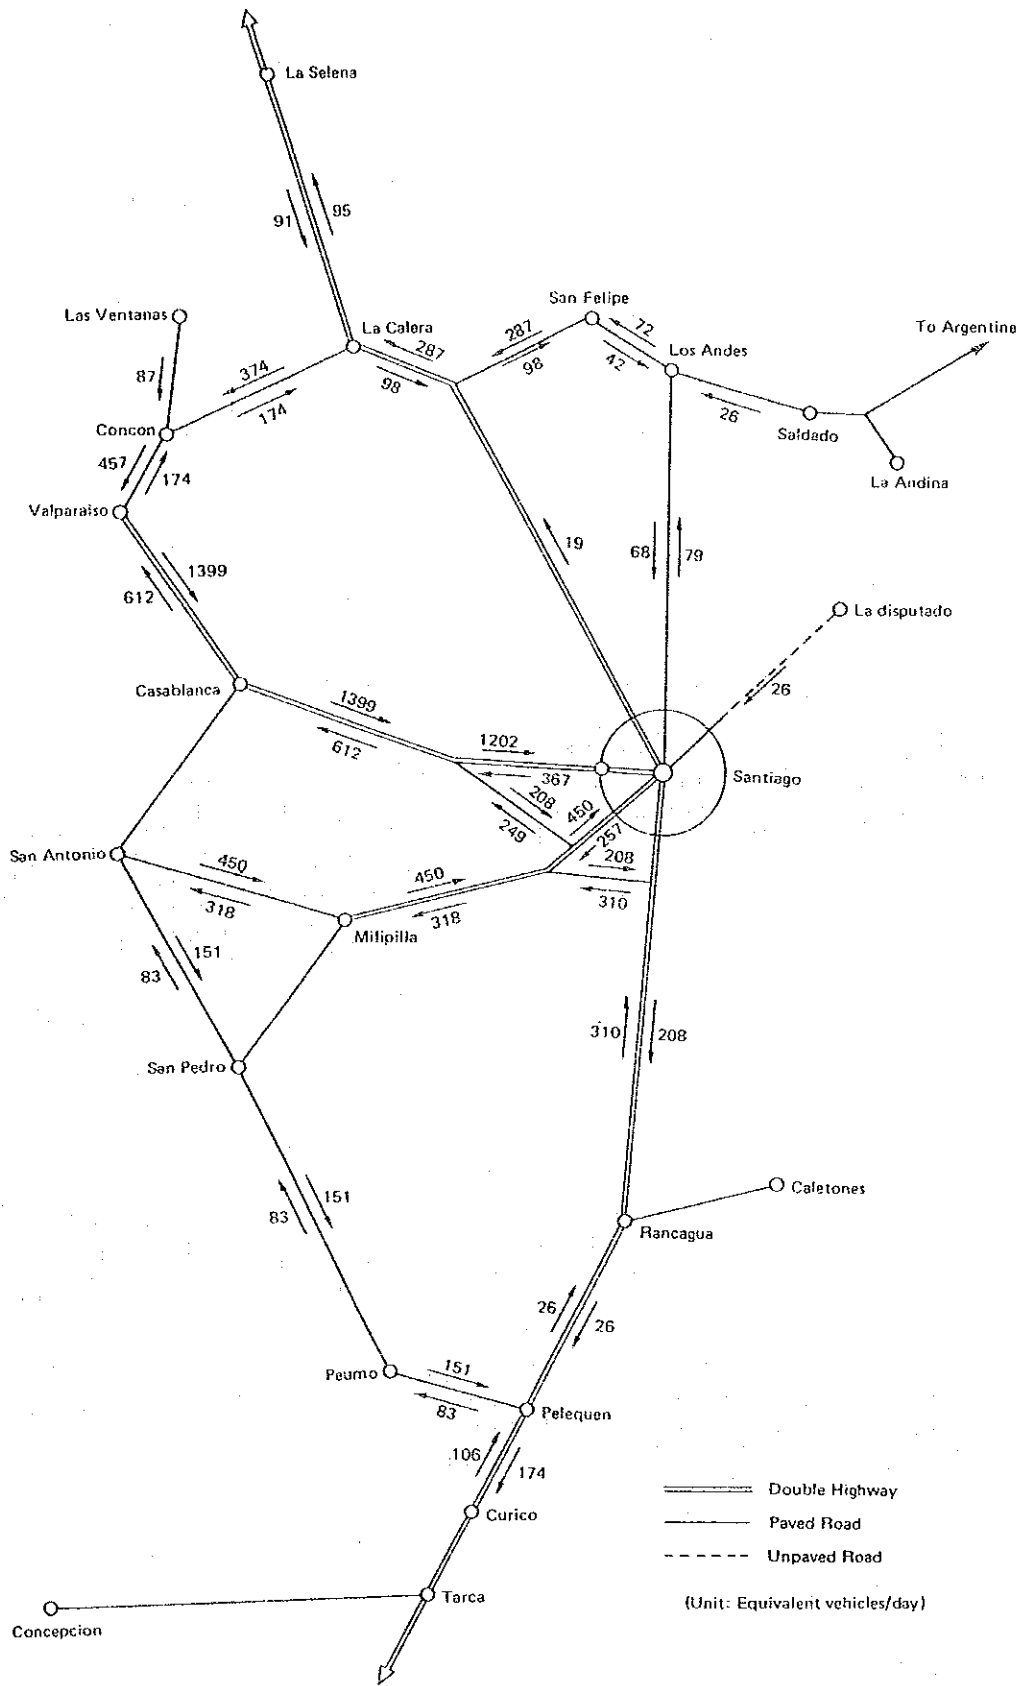 La Selena
95
91
Las Ventanas
La Calera
San Felipe
To Argentine
287
72
287
Los Andes
98
42
374
98
87
26
174
Saldado
Concon
La Andina
457
174
Valparaiso
19
68
79
1399
612
La disputado
26
Casablanca
1399
612
1202
367
Santiago
208
450
249
257
208
San Antonio
450
450
310
318
318
Milipilla
151
83
310
208
San Pedro
Caletones
151
83
Rancagua
26
26
Peumo
151
83
Pelequen
106
174
Double Highway
Curico
Paved Road
Unpaved Road
Tarca
(Unit: Equivalent vehicles/day)
Concepcion